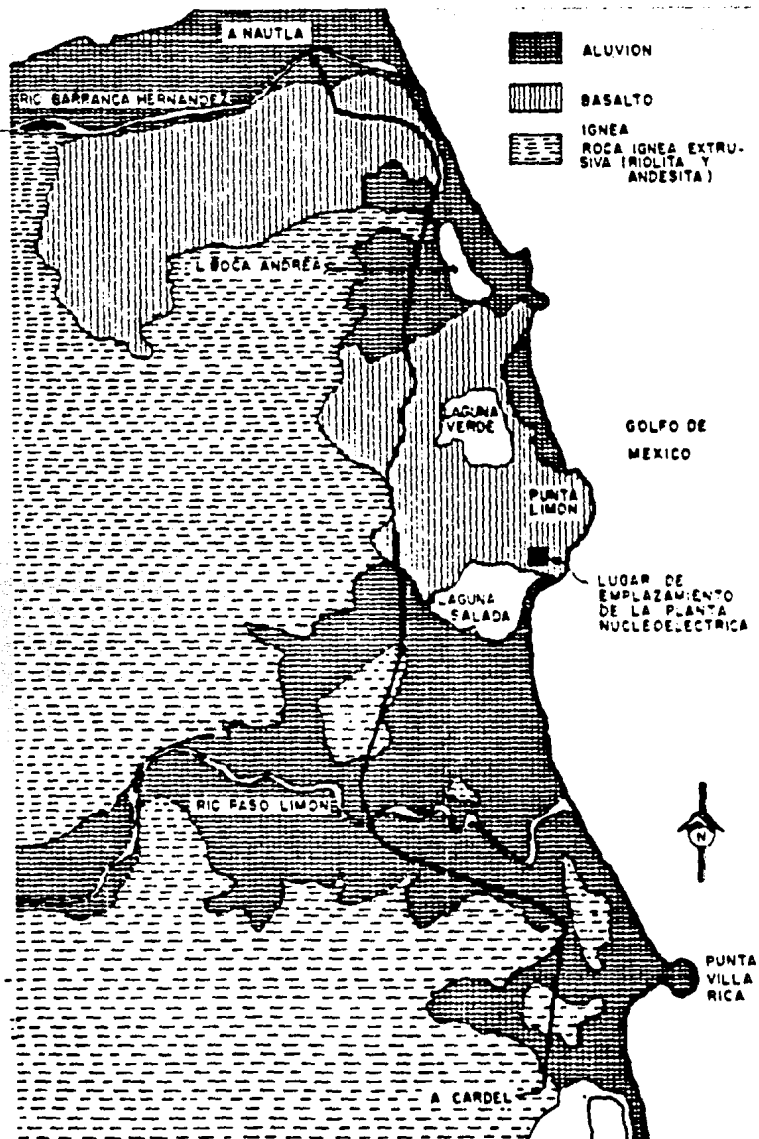 A NAUTLA
ALUVION
BASALTO
IGNEA
ROCA IGNEA EXTRU-
SIVA (RIOLITA Y
ANDESITA)
RIO BARRANCA HERNANDEZ
L BOCA ANDREA
LAGUNA
VERDE
GOLFO DE
MEXICO
PUNTA
LIMON
LUGAR DE
EMPLAZAMIENTO
DE LA PLANTA
NUCLEOELECTRICA
LAGUNA
SALADA
RIO PASO LIMON
N
PUNTA
VILLA
RICA
A CARDEL